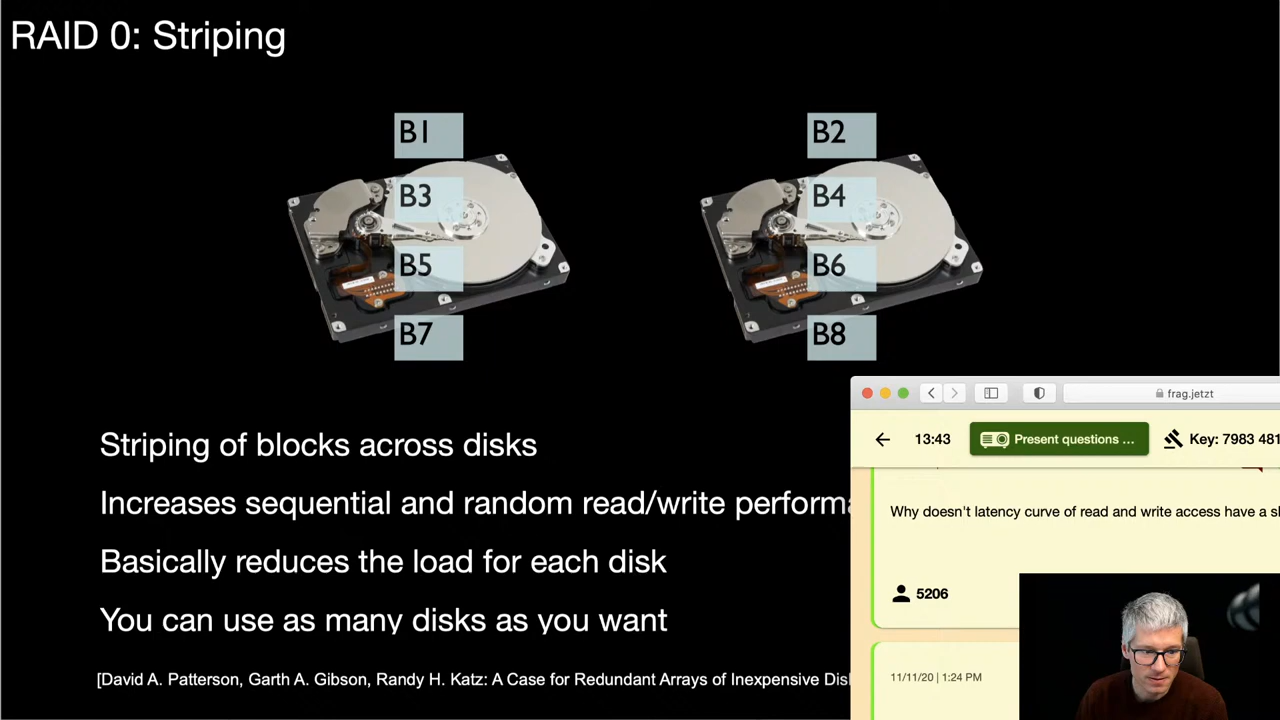 RAID 0: Striping
B1
B2
B3
B4
B5
B6
B7
B8
Striping of blocks across disks
Increases sequential and random read/write
Basically reduces the load for each disk
You can use as many disks as you want
[David A. Patterson, Garth A. Gibson, Randy H. Katz: A Case for Redundant Arrays of Inexpensive
frag.jetzt
13:43
Present questions ...
Key: 7983 481
Why doesn't latency curve of read and write access have a
5206
11/11/20 | 1:24 PM